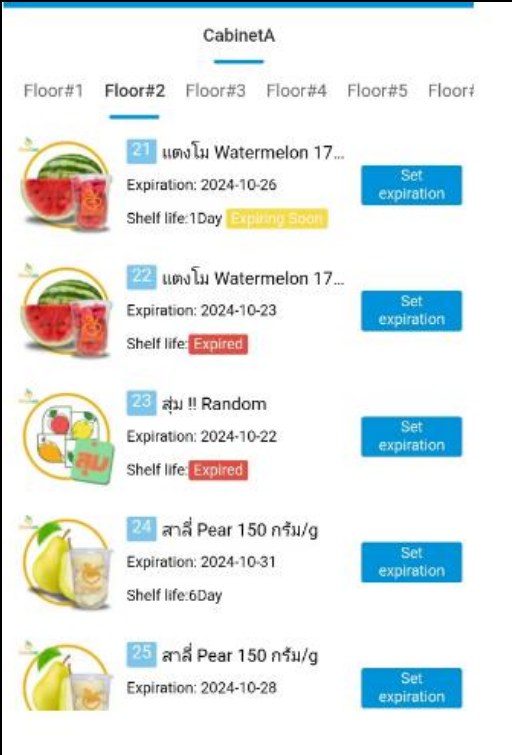 CabinetA
Floor#1 Floor#2 Floor#3 Floor#4 Floor#5 Floor#
21 แตงโม Watermelon 17...
Expiration: 2024-10-26
Set expiration
Shelf life:1Day Expiring Soon
22 แตงโม Watermelon 17...
Expiration: 2024-10-23
Set expiration
Shelf life: Expired
23 สุ่ม !! Random
Expiration: 2024-10-22
Set expiration
Shelf life: Expired
สุ่ม
24 สาลี่ Pear 150 กรัม/g
Expiration: 2024-10-31
Set expiration
Shelf life:6Day
25 สาลี่ Pear 150 กรัม/g
Expiration: 2024-10-28
Set expiration